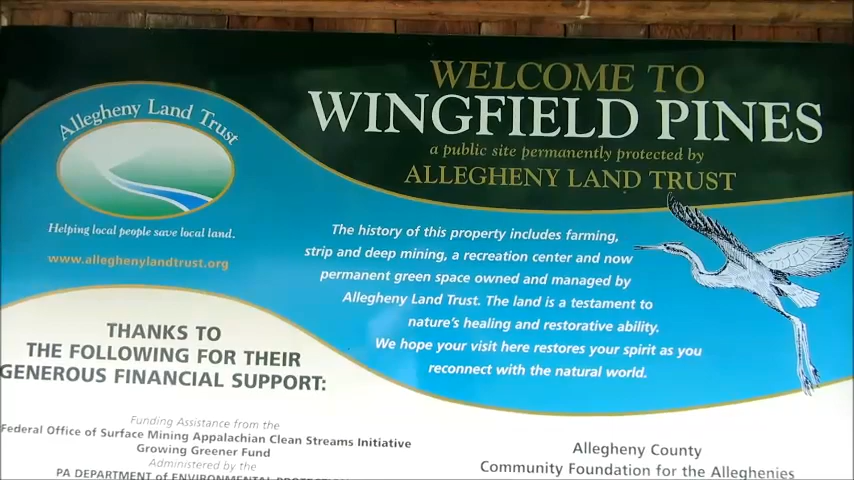 WELCOME TO
WINGFIELD PINES
a public site permanently protected by
ALLEGHENY LAND TRUST
Allegheny Land Trust
Helping local people save local land.
www.alleghenylandtrust.org
The history of this property includes farming,
strip and deep mining, a recreation center and now
permanent green space owned and managed by
Allegheny Land Trust. The land is a testament to
nature's healing and restorative ability.
We hope your visit here restores your spirit as you
reconnect with the natural world.
THANKS TO
THE FOLLOWING FOR THEIR
GENEROUS FINANCIAL SUPPORT:
Funding Assistance from the
Federal Office of Surface Mining Appalachian Clean Streams Initiative
Growing Greener Fund
Administered by the
PA DEPARTMENT of ENVIRONMENTAL
Allegheny County
Community Foundation for the Alleghenies